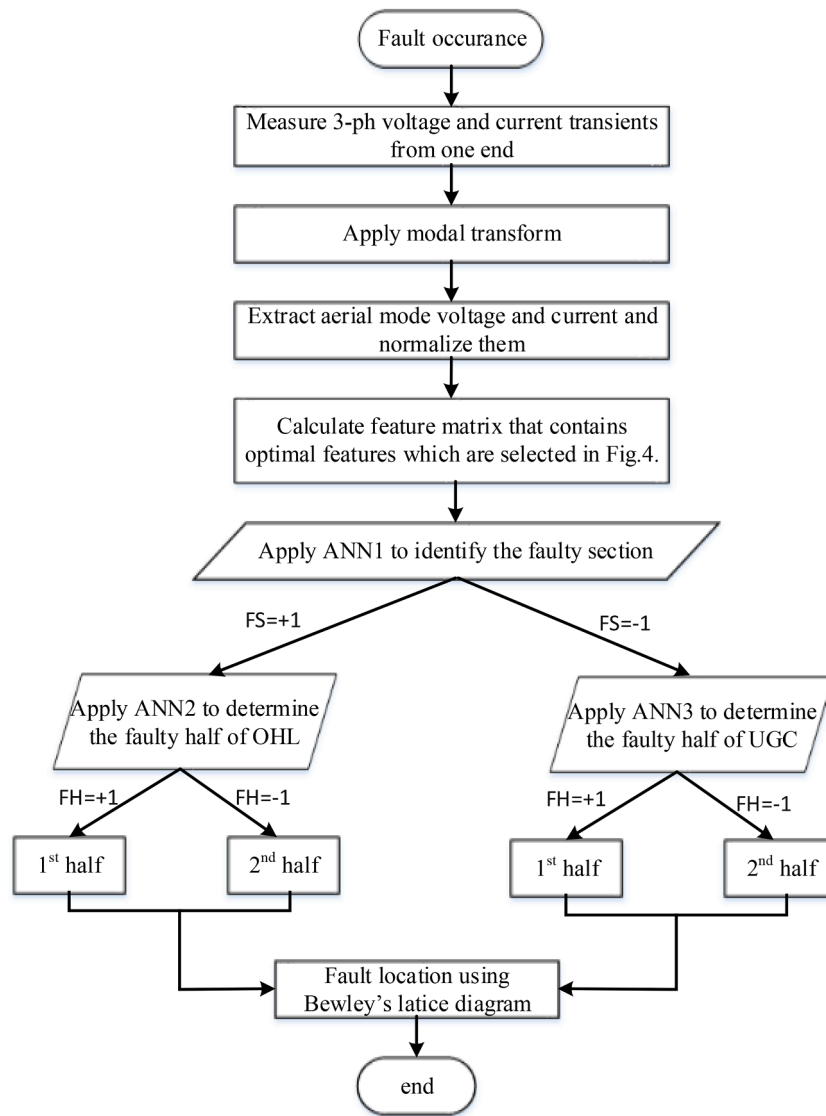 Fault occurance
Measure 3-ph voltage and current transients
from one end
Apply modal transform
Extract aerial mode voltage and current and
normalize them
Calculate feature matrix that contains
optimal features which are selected in Fig.4.
Apply ANN1 to identify the faulty section
FS=+1
FS=-1
Apply ANN2 to determine
the faulty half of OHL
Apply ANN3 to determine
the faulty half of UGC
FH=+1
FH=-1
FH=+1
FH=-1
1st half
2nd half
1st half
2nd half
Fault location using
Bewley’s latice diagram
end